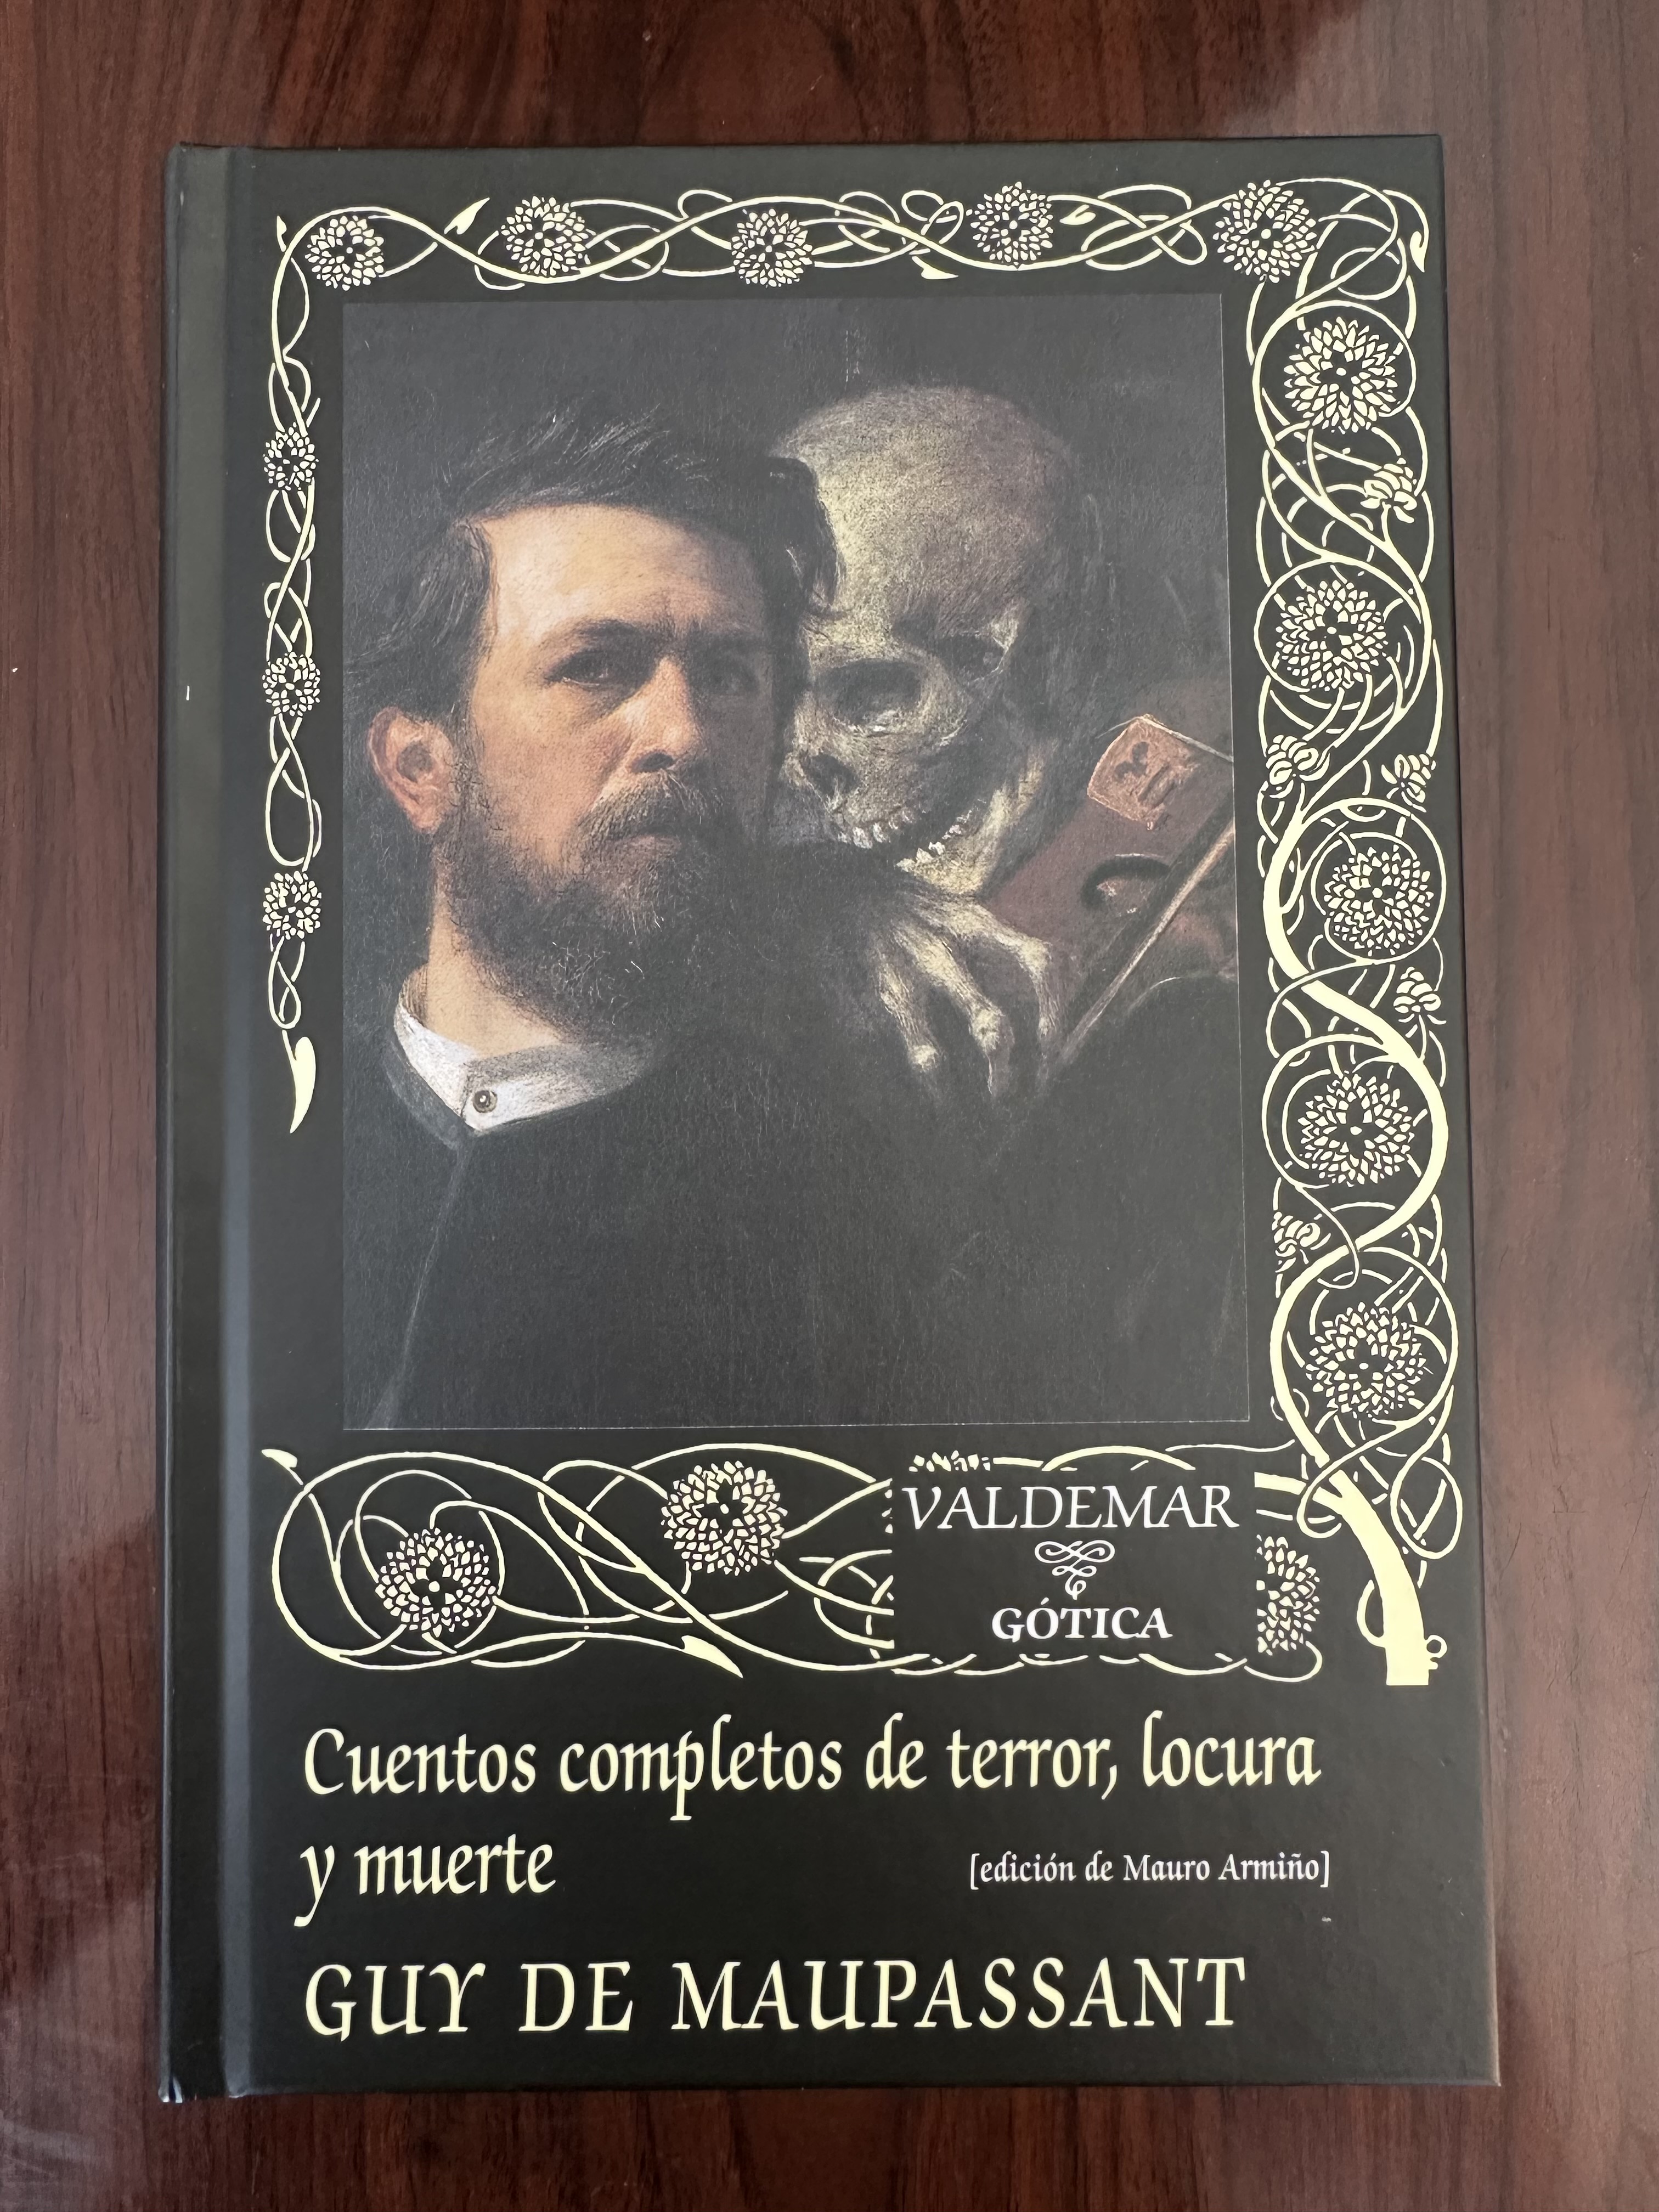 VALDEMAR
GÓTICA
Cuentos completos de terror, locura
y muerte
[edición de Mauro Armiño]
GUY DE MAUPASSANT